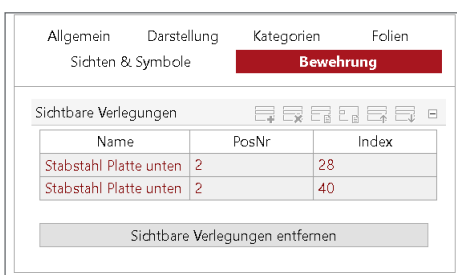 Allgemein Darstellung Kategorien Folien
Sichten & Symbole Bewehrung
Sichtbare Verlegungen
Name PosNr Index
Stabstahl Platte unten 2 28
Stabstahl Platte unten 2 40
Sichtbare Verlegungen entfernen